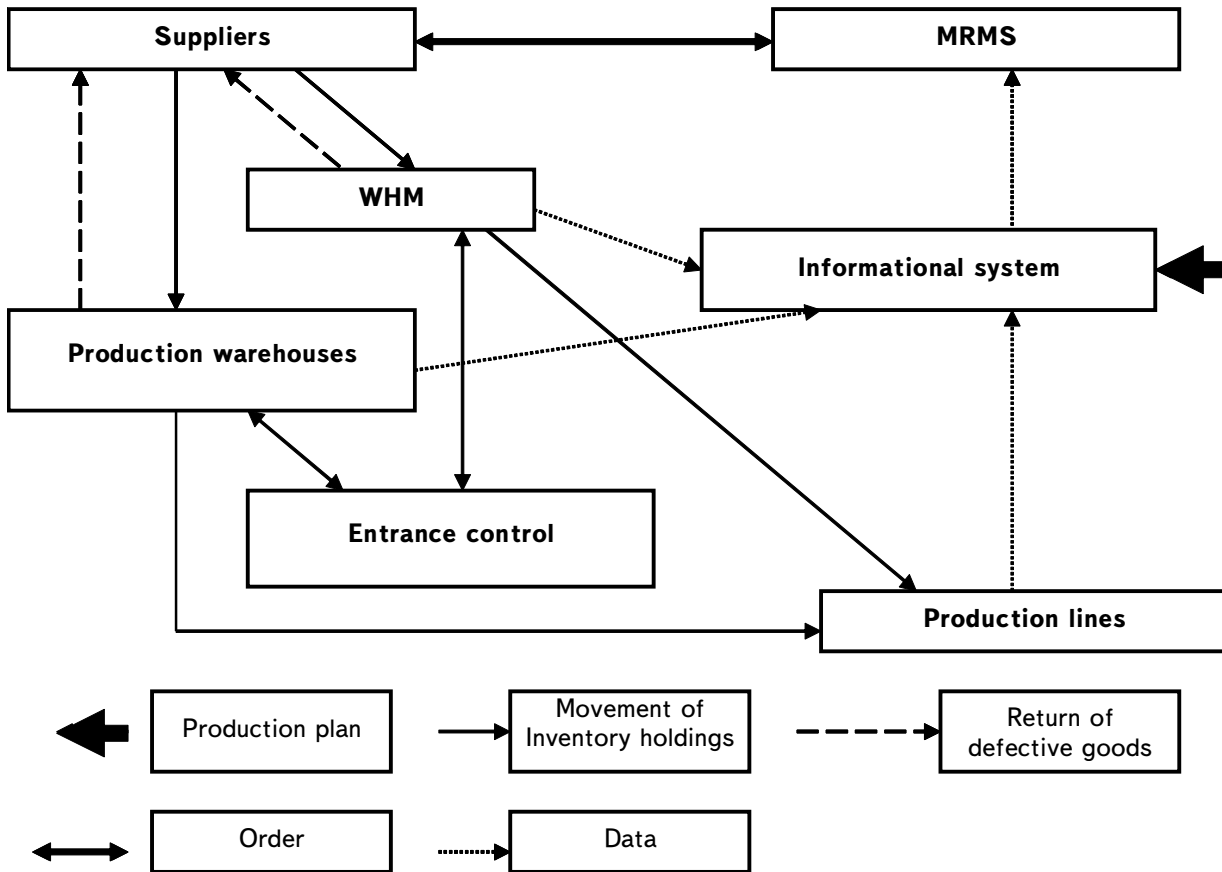 Suppliers
MRMS
WHM
Informational system
Production warehouses
Entrance control
Production lines
Production plan
Movement of
Inventory holdings
Return of
defective goods
Order
Data